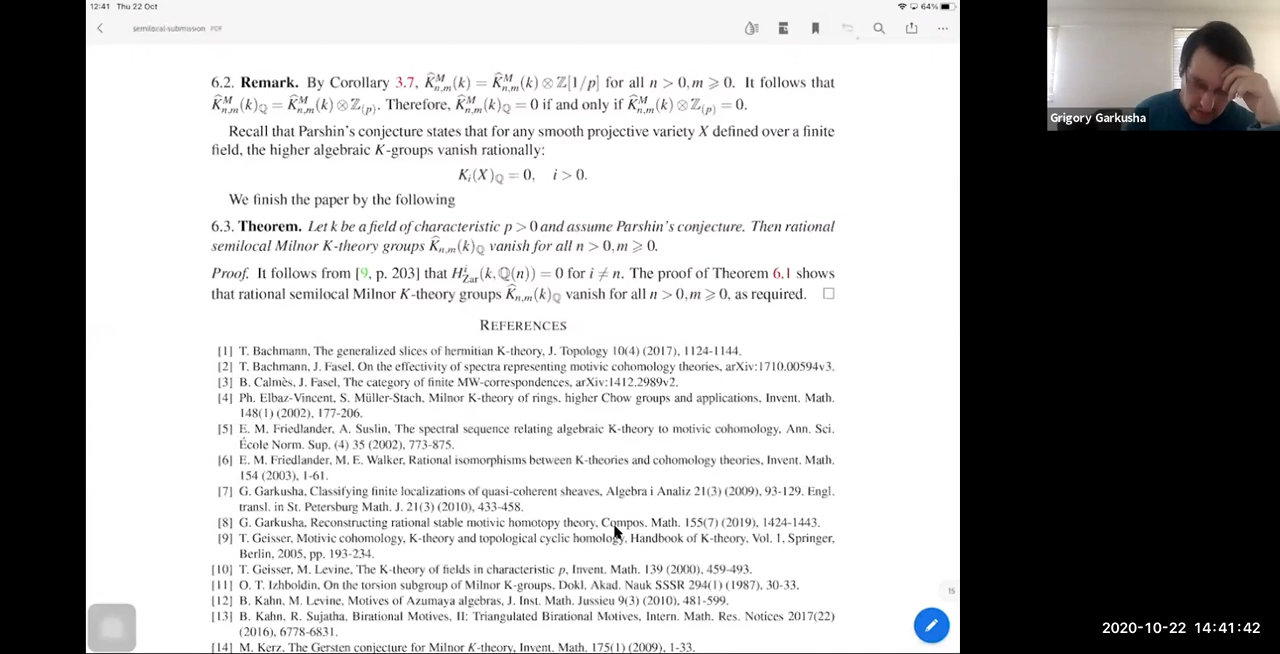 12:41 Thu 22 Oct
64%
semilocal-submission PDF
6.2. Remark. By Corollary 3.7, K̂^M_{n,m}(k) = K̂^M_{n,m}(k) ⊗ ℤ[1/p] for all n > 0, m ⩾ 0. It follows that
K̂^M_{n,m}(k)_ℚ = K̂^M_{n,m}(k) ⊗ ℤ_{(p)}. Therefore, K̂^M_{n,m}(k)_ℚ = 0 if and only if K̂^M_{n,m}(k) ⊗ ℤ_{(p)} = 0.
Recall that Parshin's conjecture states that for any smooth projective variety X defined over a finite
field, the higher algebraic K-groups vanish rationally:
K_i(X)_ℚ = 0, i > 0.
We finish the paper by the following
6.3. Theorem. Let k be a field of characteristic p > 0 and assume Parshin's conjecture. Then rational
semilocal Milnor K-theory groups K̂_{n,m}(k)_ℚ vanish for all n > 0, m ⩾ 0.
Proof. It follows from [9, p. 203] that H^i_{Zar}(k, ℚ(n)) = 0 for i ≠ n. The proof of Theorem 6.1 shows
that rational semilocal Milnor K-theory groups K̂_{n,m}(k)_ℚ vanish for all n > 0, m ⩾ 0, as required. □
REFERENCES
[1] T. Bachmann, The generalized slices of hermitian K-theory, J. Topology 10(4) (2017), 1124-1144.
[2] T. Bachmann, J. Fasel, On the effectivity of spectra representing motivic cohomology theories, arXiv:1710.00594v3.
[3] B. Calmès, J. Fasel, The category of finite MW-correspondences, arXiv:1412.2989v2.
[4] Ph. Elbaz-Vincent, S. Müller-Stach, Milnor K-theory of rings, higher Chow groups and applications, Invent. Math.
148(1) (2002), 177-206.
[5] E. M. Friedlander, A. Suslin, The spectral sequence relating algebraic K-theory to motivic cohomology, Ann. Sci.
École Norm. Sup. (4) 35 (2002), 773-875.
[6] E. M. Friedlander, M. E. Walker, Rational isomorphisms between K-theories and cohomology theories, Invent. Math.
154 (2003), 1-61.
[7] G. Garkusha, Classifying finite localizations of quasi-coherent sheaves, Algebra i Analiz 21(3) (2009), 93-129. Engl.
transl. in St. Petersburg Math. J. 21(3) (2010), 433-458.
[8] G. Garkusha, Reconstructing rational stable motivic homotopy theory, Compos. Math. 155(7) (2019), 1424-1443.
[9] T. Geisser, Motivic cohomology, K-theory and topological cyclic homology, Handbook of K-theory, Vol. 1, Springer,
Berlin, 2005, pp. 193-234.
[10] T. Geisser, M. Levine, The K-theory of fields in characteristic p, Invent. Math. 139 (2000), 459-493.
[11] O. T. Izhboldin, On the torsion subgroup of Milnor K-groups, Dokl. Akad. Nauk SSSR 294(1) (1987), 30-33.
[12] B. Kahn, M. Levine, Motives of Azumaya algebras, J. Inst. Math. Jussieu 9(3) (2010), 481-599.
[13] B. Kahn, R. Sujatha, Birational Motives, II: Triangulated Birational Motives, Intern. Math. Res. Notices 2017(22)
(2016), 6778-6831.
[14] M. Kerz, The Gersten conjecture for Milnor K-theory, Invent. Math. 175(1) (2009), 1-33.
15
Grigory Garkusha
2020-10-22 14:41:42